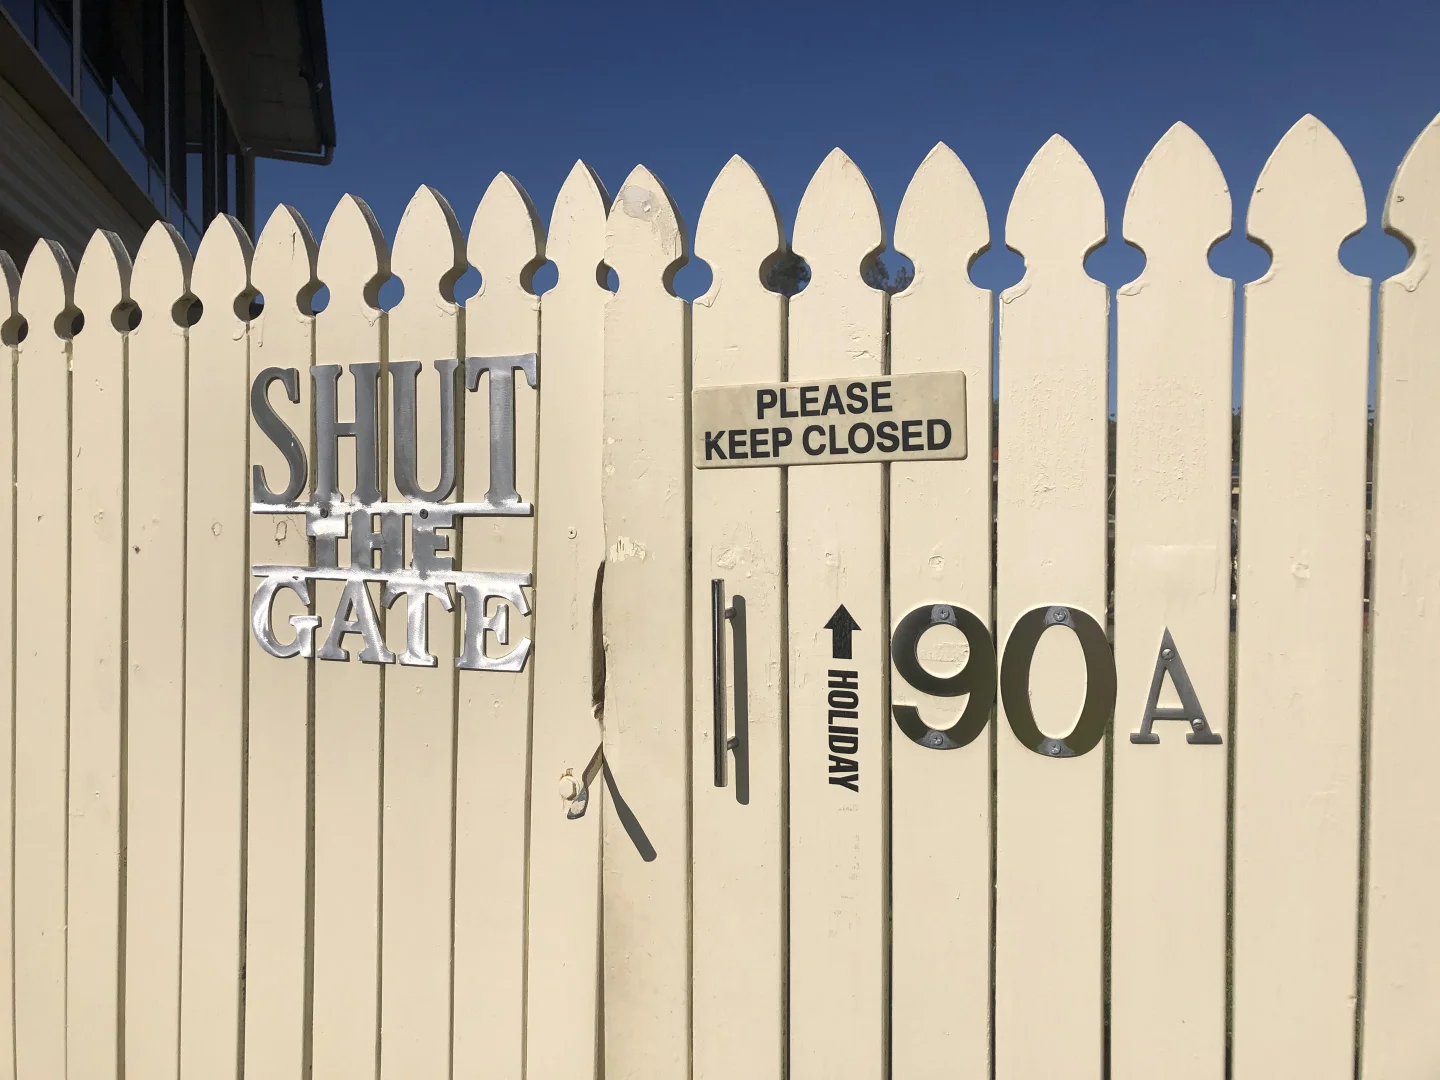 SHUT
THE
GATE
PLEASE
KEEP CLOSED
HOLIDAY
90A